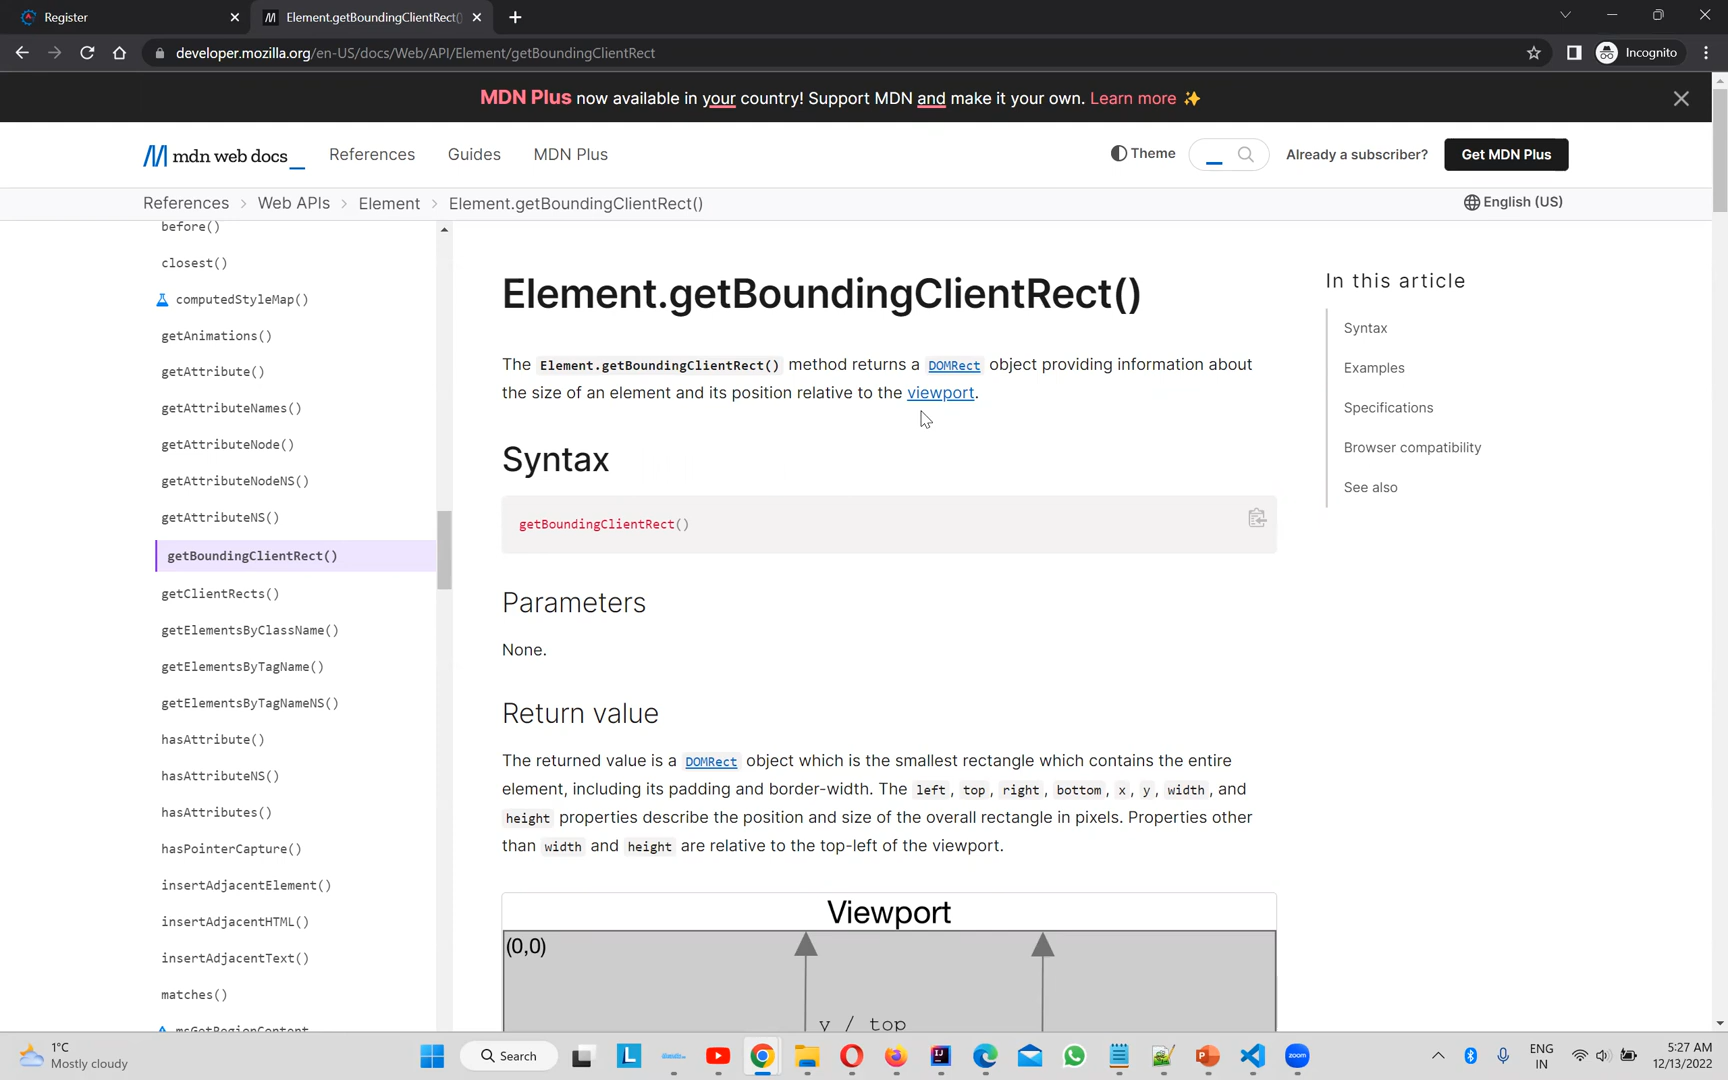 Register
Element.getBoundingClientRect()
developer.mozilla.org/en-US/docs/Web/API/Element/getBoundingClientRect
Incognito
MDN Plus now available in your country! Support MDN and make it your own. Learn more ✨
mdn web docs_
References
Guides
MDN Plus
Theme
Already a subscriber?
Get MDN Plus
References > Web APIs > Element > Element.getBoundingClientRect()
English (US)
before()
closest()
computedStyleMap()
getAnimations()
getAttribute()
getAttributeNames()
getAttributeNode()
getAttributeNodeNS()
getAttributeNS()
getBoundingClientRect()
getClientRects()
getElementsByClassName()
getElementsByTagName()
getElementsByTagNameNS()
hasAttribute()
hasAttributeNS()
hasAttributes()
hasPointerCapture()
insertAdjacentElement()
insertAdjacentHTML()
insertAdjacentText()
matches()
msGetRegionContent
Element.getBoundingClientRect()
The Element.getBoundingClientRect() method returns a DOMRect object providing information about
the size of an element and its position relative to the viewport.
Syntax
getBoundingClientRect()
Parameters
None.
Return value
The returned value is a DOMRect object which is the smallest rectangle which contains the entire
element, including its padding and border-width. The left, top, right, bottom, x, y, width, and
height properties describe the position and size of the overall rectangle in pixels. Properties other
than width and height are relative to the top-left of the viewport.
Viewport
(0,0)
y / top
In this article
Syntax
Examples
Specifications
Browser compatibility
See also
1°C
Mostly cloudy
Search
L
IJ
zoom
ENG
IN
5:27 AM
12/13/2022